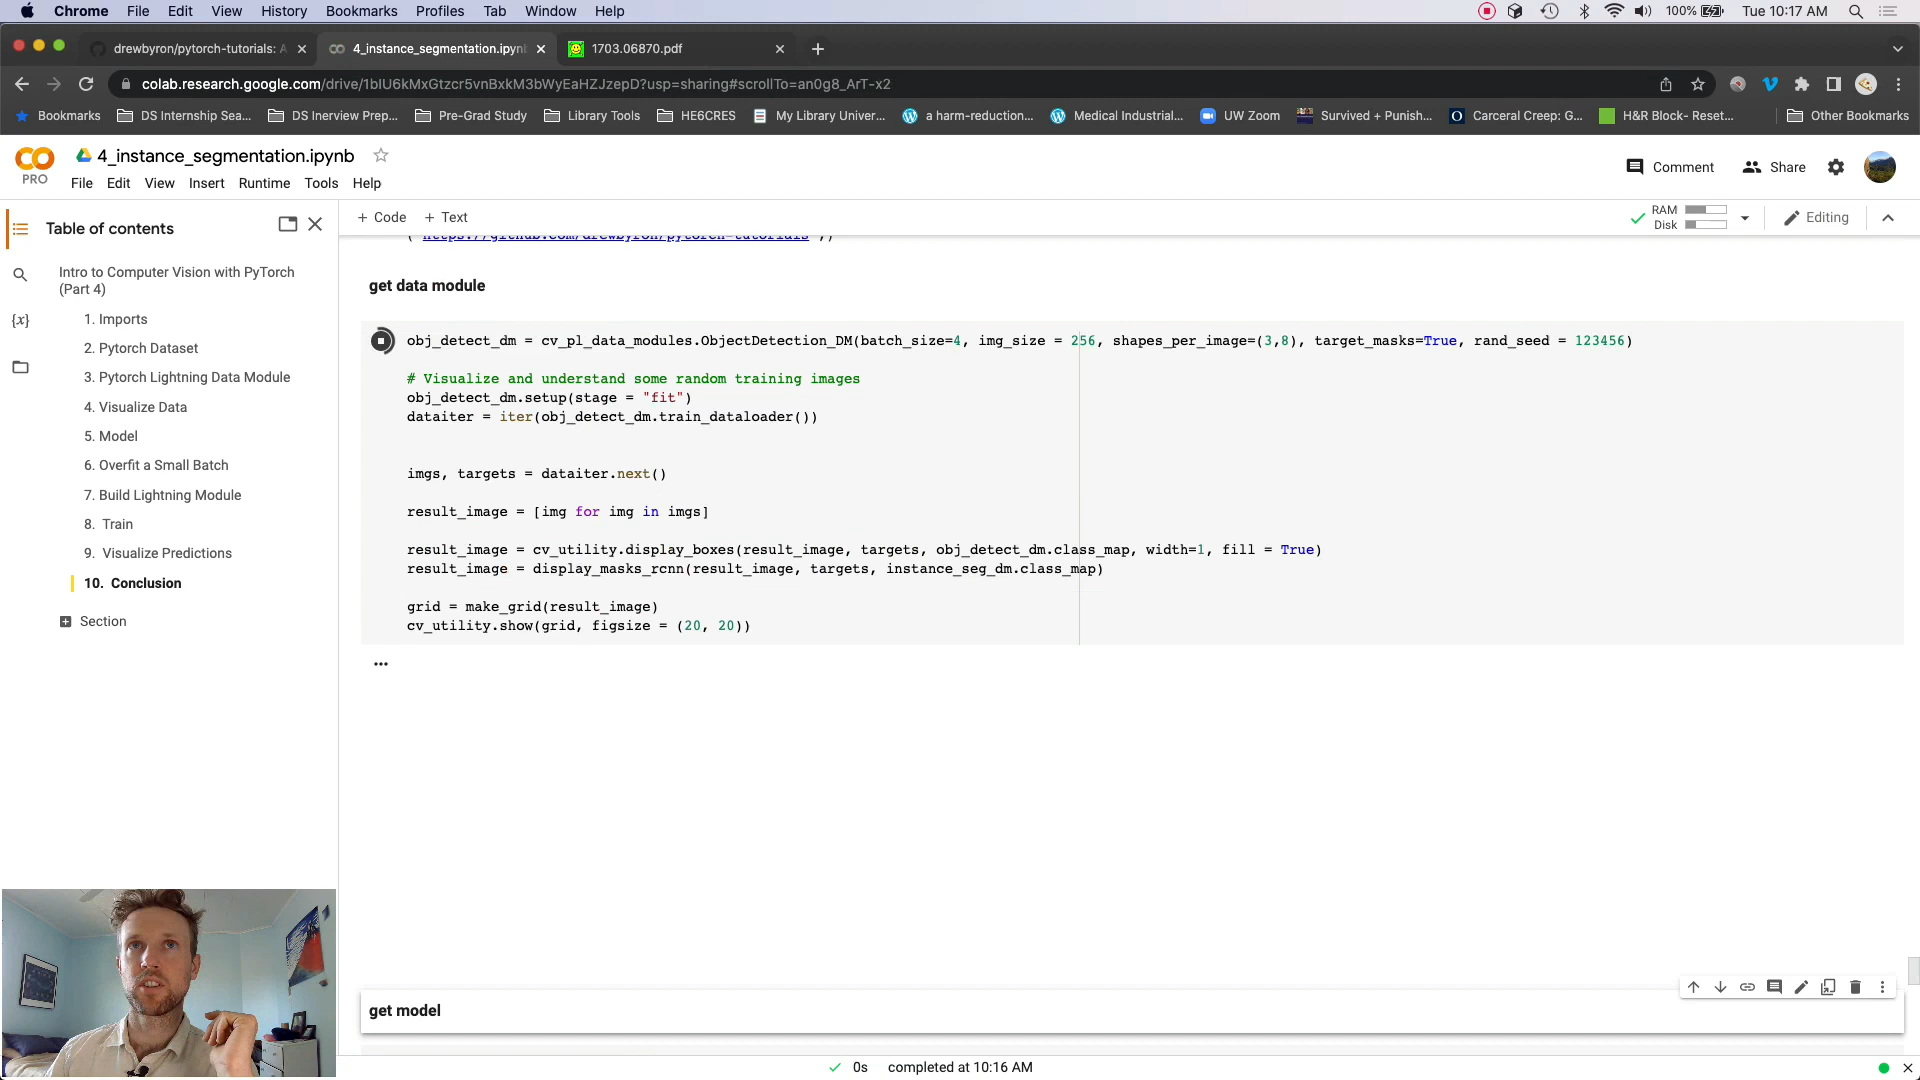 Chrome File Edit View History Bookmarks Profiles Tab Window Help 100% Tue 10:17 AM
drewbyron/pytorch-tutorials: A 4_instance_segmentation.ipynb 1703.06870.pdf
colab.research.google.com/drive/1bIU6kMxGtzcr5vnBxkM3bWyEaHZJzepD?usp=sharing#scrollTo=an0g8_ArT-x2
Bookmarks DS Internship Sea... DS Inerview Prep... Pre-Grad Study Library Tools HE6CRES My Library Univer... a harm-reduction... Medical Industrial... UW Zoom Survived + Punish... Carceral Creep: G... H&R Block- Reset... Other Bookmarks
CO
PRO
4_instance_segmentation.ipynb
File Edit View Insert Runtime Tools Help
Comment Share
+ Code + Text
RAM
Disk
Editing
Table of contents
{x}
Intro to Computer Vision with PyTorch
(Part 4)
1. Imports
2. Pytorch Dataset
3. Pytorch Lightning Data Module
4. Visualize Data
5. Model
6. Overfit a Small Batch
7. Build Lightning Module
8. Train
9. Visualize Predictions
10. Conclusion
Section
(https://github.com/drewbyron/pytorch-tutorials ,)
get data module
obj_detect_dm = cv_pl_data_modules.ObjectDetection_DM(batch_size=4, img_size = 256, shapes_per_image=(3,8), target_masks=True, rand_seed = 123456)
# Visualize and understand some random training images
obj_detect_dm.setup(stage = "fit")
dataiter = iter(obj_detect_dm.train_dataloader())
imgs, targets = dataiter.next()
result_image = [img for img in imgs]
result_image = cv_utility.display_boxes(result_image, targets, obj_detect_dm.class_map, width=1, fill = True)
result_image = display_masks_rcnn(result_image, targets, instance_seg_dm.class_map)
grid = make_grid(result_image)
cv_utility.show(grid, figsize = (20, 20))
...
get model
0s completed at 10:16 AM